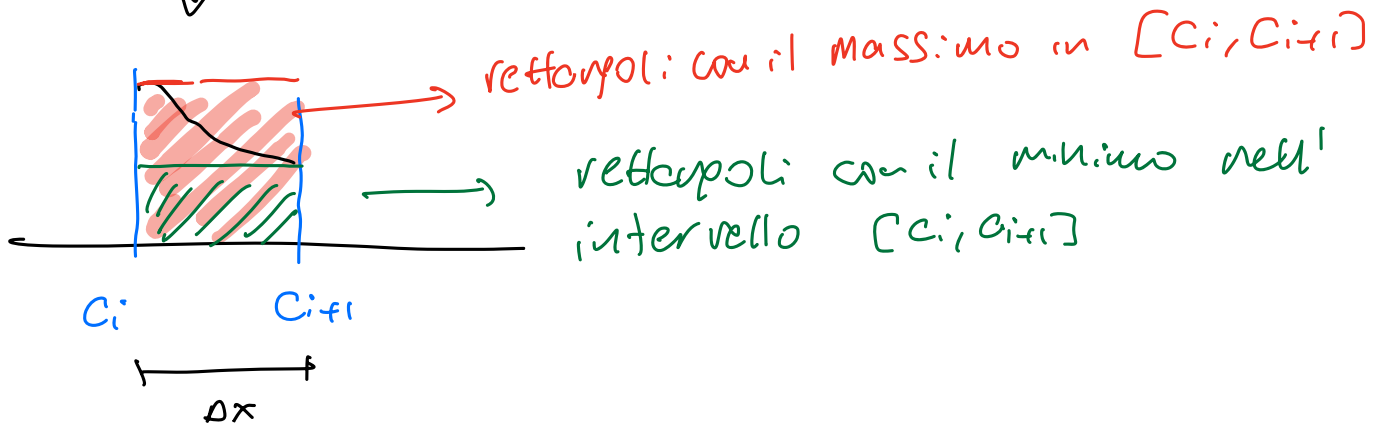 rettangoli con il massimo in [Ci, Ci+1]
rettangoli con il minimo nell'
intervallo [Ci, Ci+1]
Ci Ci+1
Δx